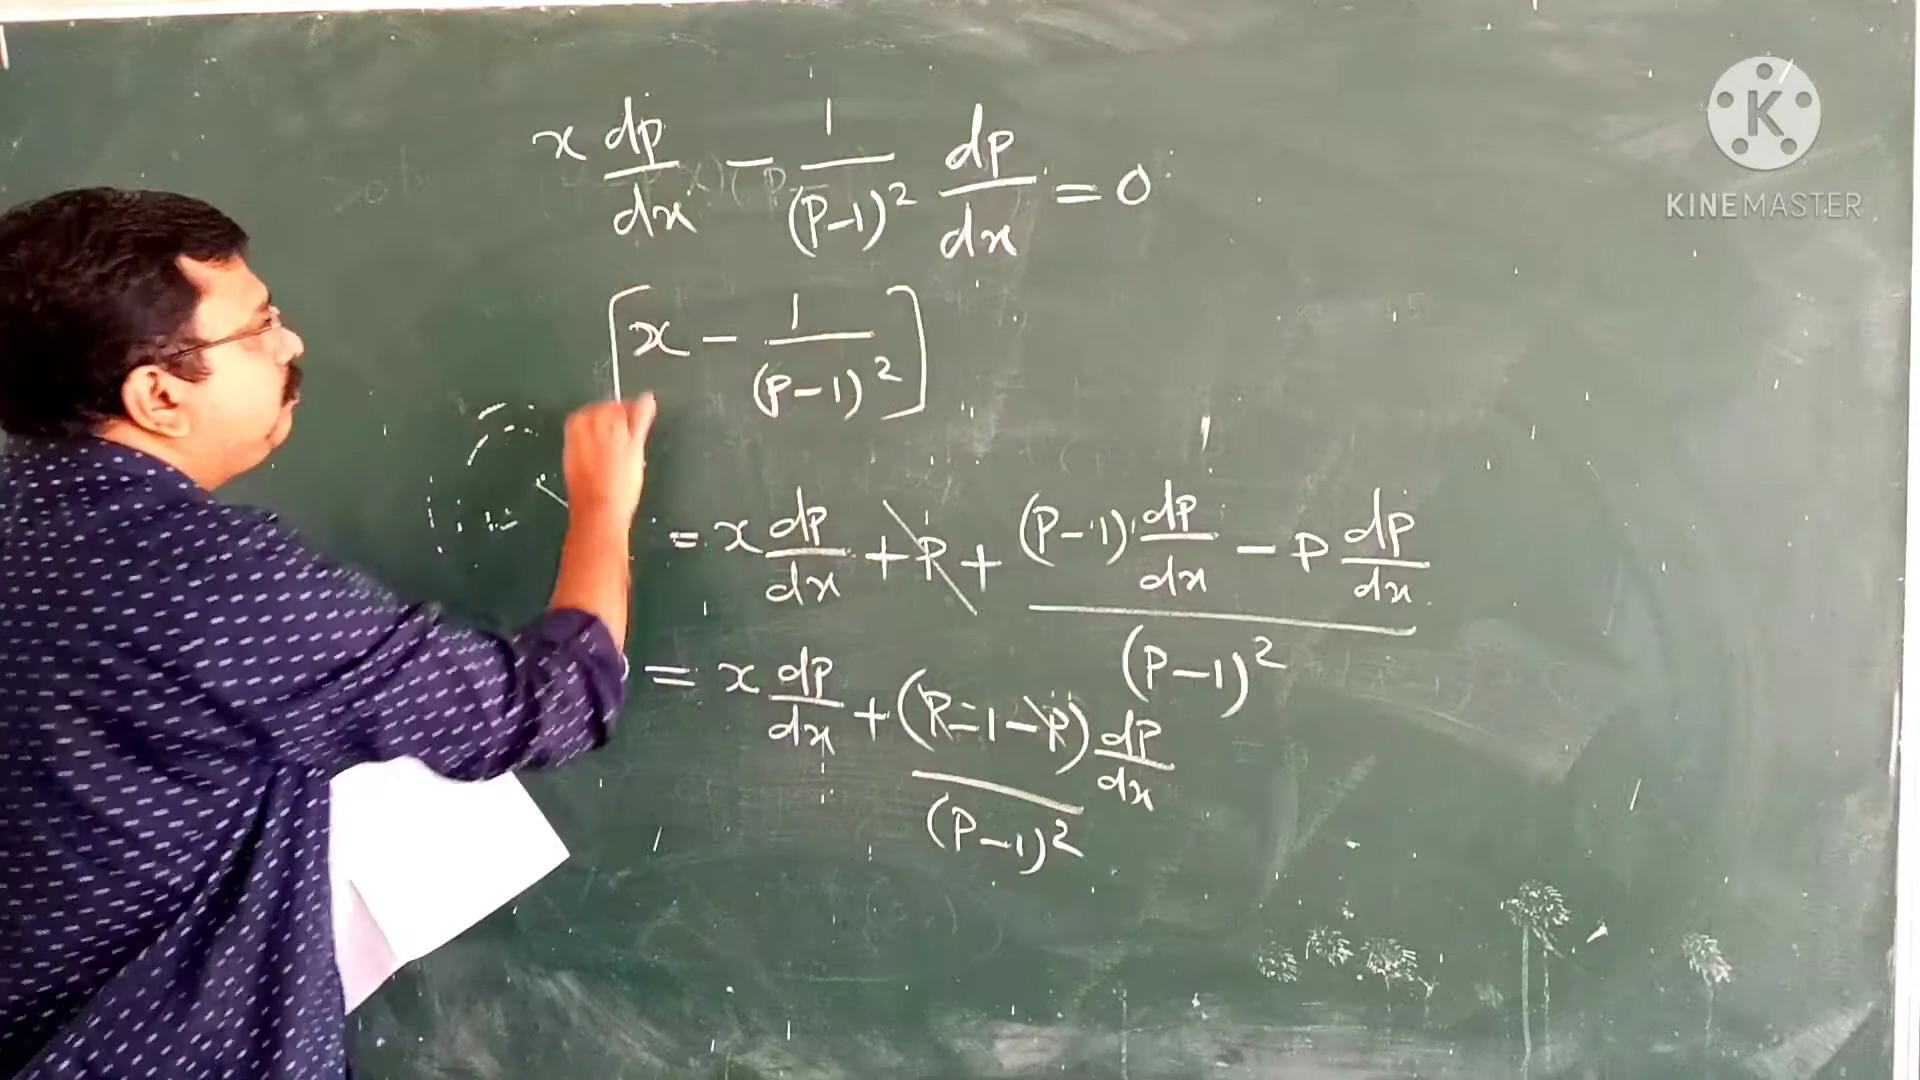 x dp/dx - 1/(P-1)² dp/dx = 0
[x - 1/(P-1)²]
= x dp/dx + P + ((P-1) dp/dx - P dp/dx)/(P-1)²
= x dp/dx + (P-1-P)/(P-1)² dp/dx
K
KINEMASTER